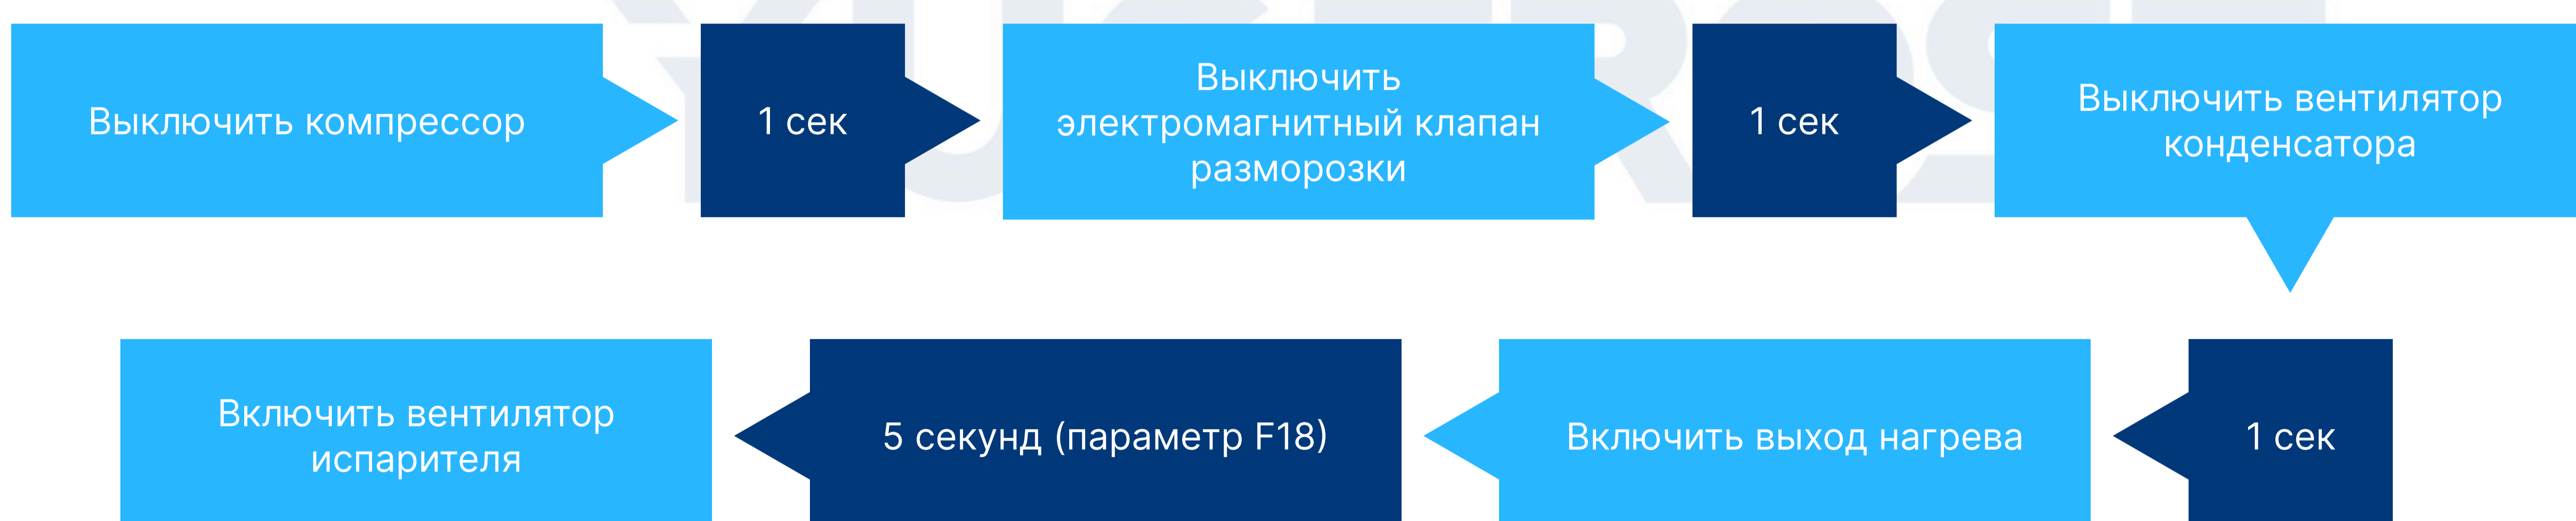 Выключить компрессор
1 сек
Выключить
электромагнитный клапан
разморозки
1 сек
Выключить вентилятор
конденсатора
1 сек
Включить выход нагрева
5 секунд (параметр F18)
Включить вентилятор
испарителя